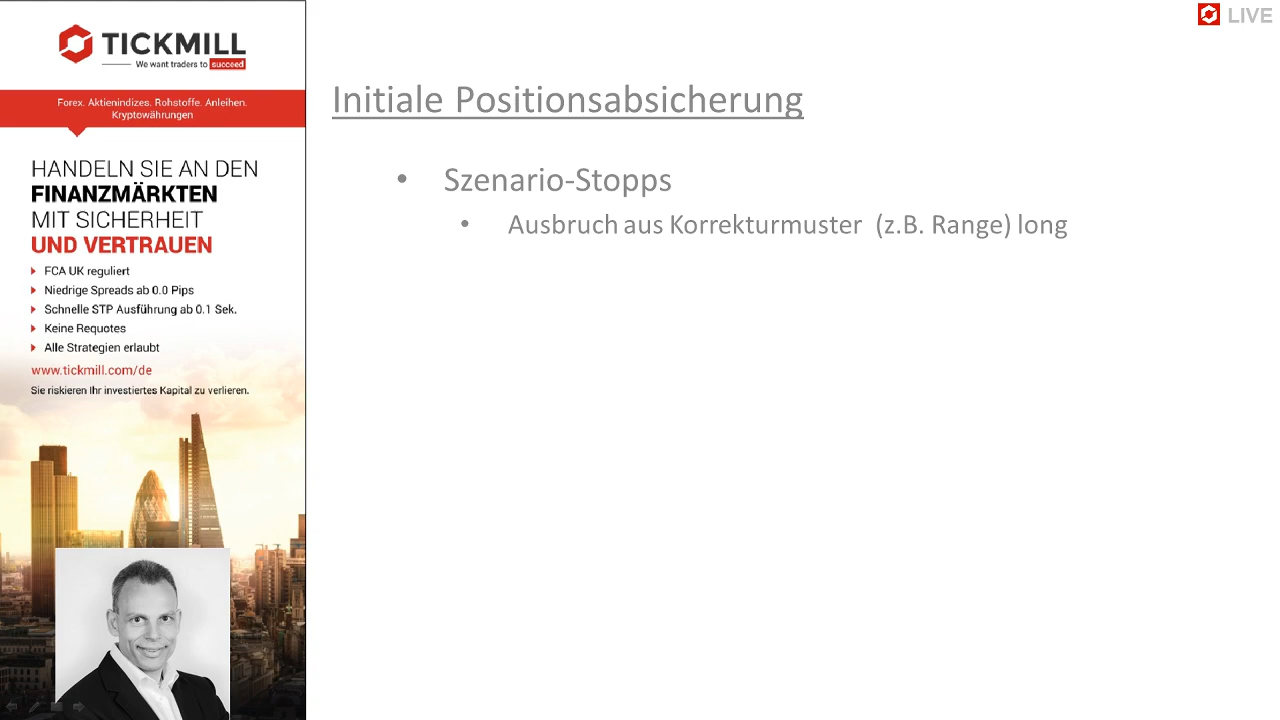 TICKMILL
We want traders to succeed
Forex. Aktienindizes. Rohstoffe. Anleihen.
Kryptowährungen
HANDELN SIE AN DEN
FINANZMÄRKTEN
MIT SICHERHEIT
UND VERTRAUEN
FCA UK reguliert
Niedrige Spreads ab 0.0 Pips
Schnelle STP Ausführung ab 0.1 Sek.
Keine Requotes
Alle Strategien erlaubt
www.tickmill.com/de
Sie riskieren Ihr investiertes Kapital zu verlieren.
LIVE
Initiale Positionsabsicherung
• Szenario-Stopps
• Ausbruch aus Korrekturmuster (z.B. Range) long